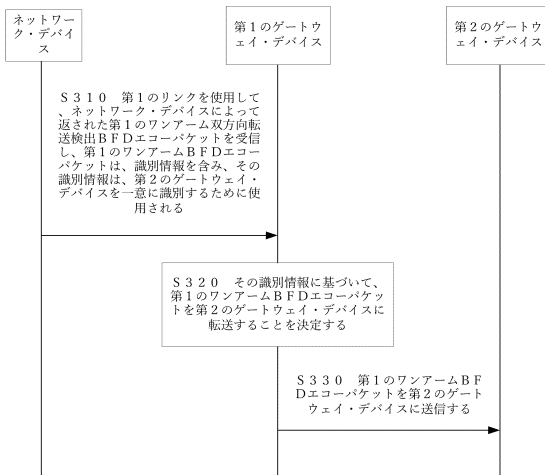 ネットワー
ク・デバイ
ス
第１のゲートウ
ェイ・デバイス
第２のゲートウ
ェイ・デバイス
Ｓ３１０　第１のリンクを使用して
、ネットワーク・デバイスによって
返された第１のワンアーム双方向転
送検出ＢＦＤエコーパケットを受信
し、第１のワンアームＢＦＤエコー
パケットは、識別情報を含み、その
識別情報は、第２のゲートウェイ・
デバイスを一意に識別するために使
用される
Ｓ３２０　その識別情報に基づいて、
第１のワンアームＢＦＤエコーパケッ
トを第２のゲートウェイ・デバイスに
転送することを決定する
Ｓ３３０　第１のワンアームＢＦ
Ｄエコーパケットを第２のゲート
ウェイ・デバイスに送信する